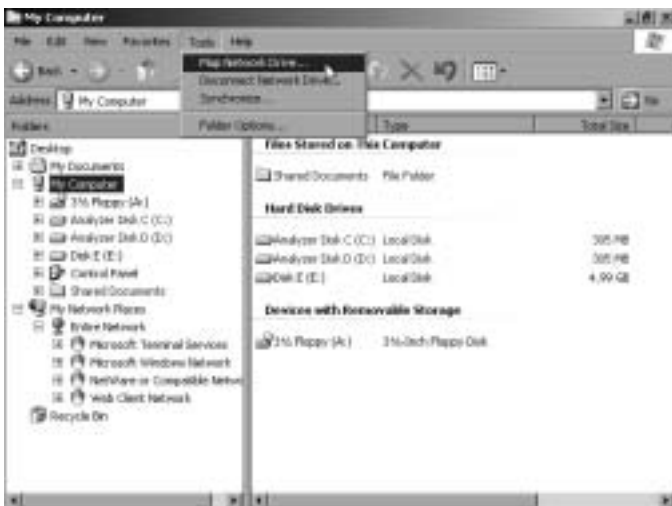 My Computer
File Edit View Favorites Tools Help
Back
Map Network Drive...
Disconnect Network Drive...
Synchronize...
Folder Options...
Address My Computer
Go
Folders
Type
Total Size
Desktop
My Documents
My Computer
3½ Floppy (A:)
Analyzer Disk C (C:)
Analyzer Disk D (D:)
Disk E (E:)
Control Panel
Shared Documents
My Network Places
Entire Network
Microsoft Terminal Services
Microsoft Windows Network
NetWare or Compatible Netwo
Web Client Network
Recycle Bin
Files Stored on This Computer
Shared Documents File Folder
Hard Disk Drives
Analyzer Disk C (C:) Local Disk 385 MB
Analyzer Disk D (D:) Local Disk 385 MB
Disk E (E:) Local Disk 4.99 GB
Devices with Removable Storage
3½ Floppy (A:) 3½-Inch Floppy Disk